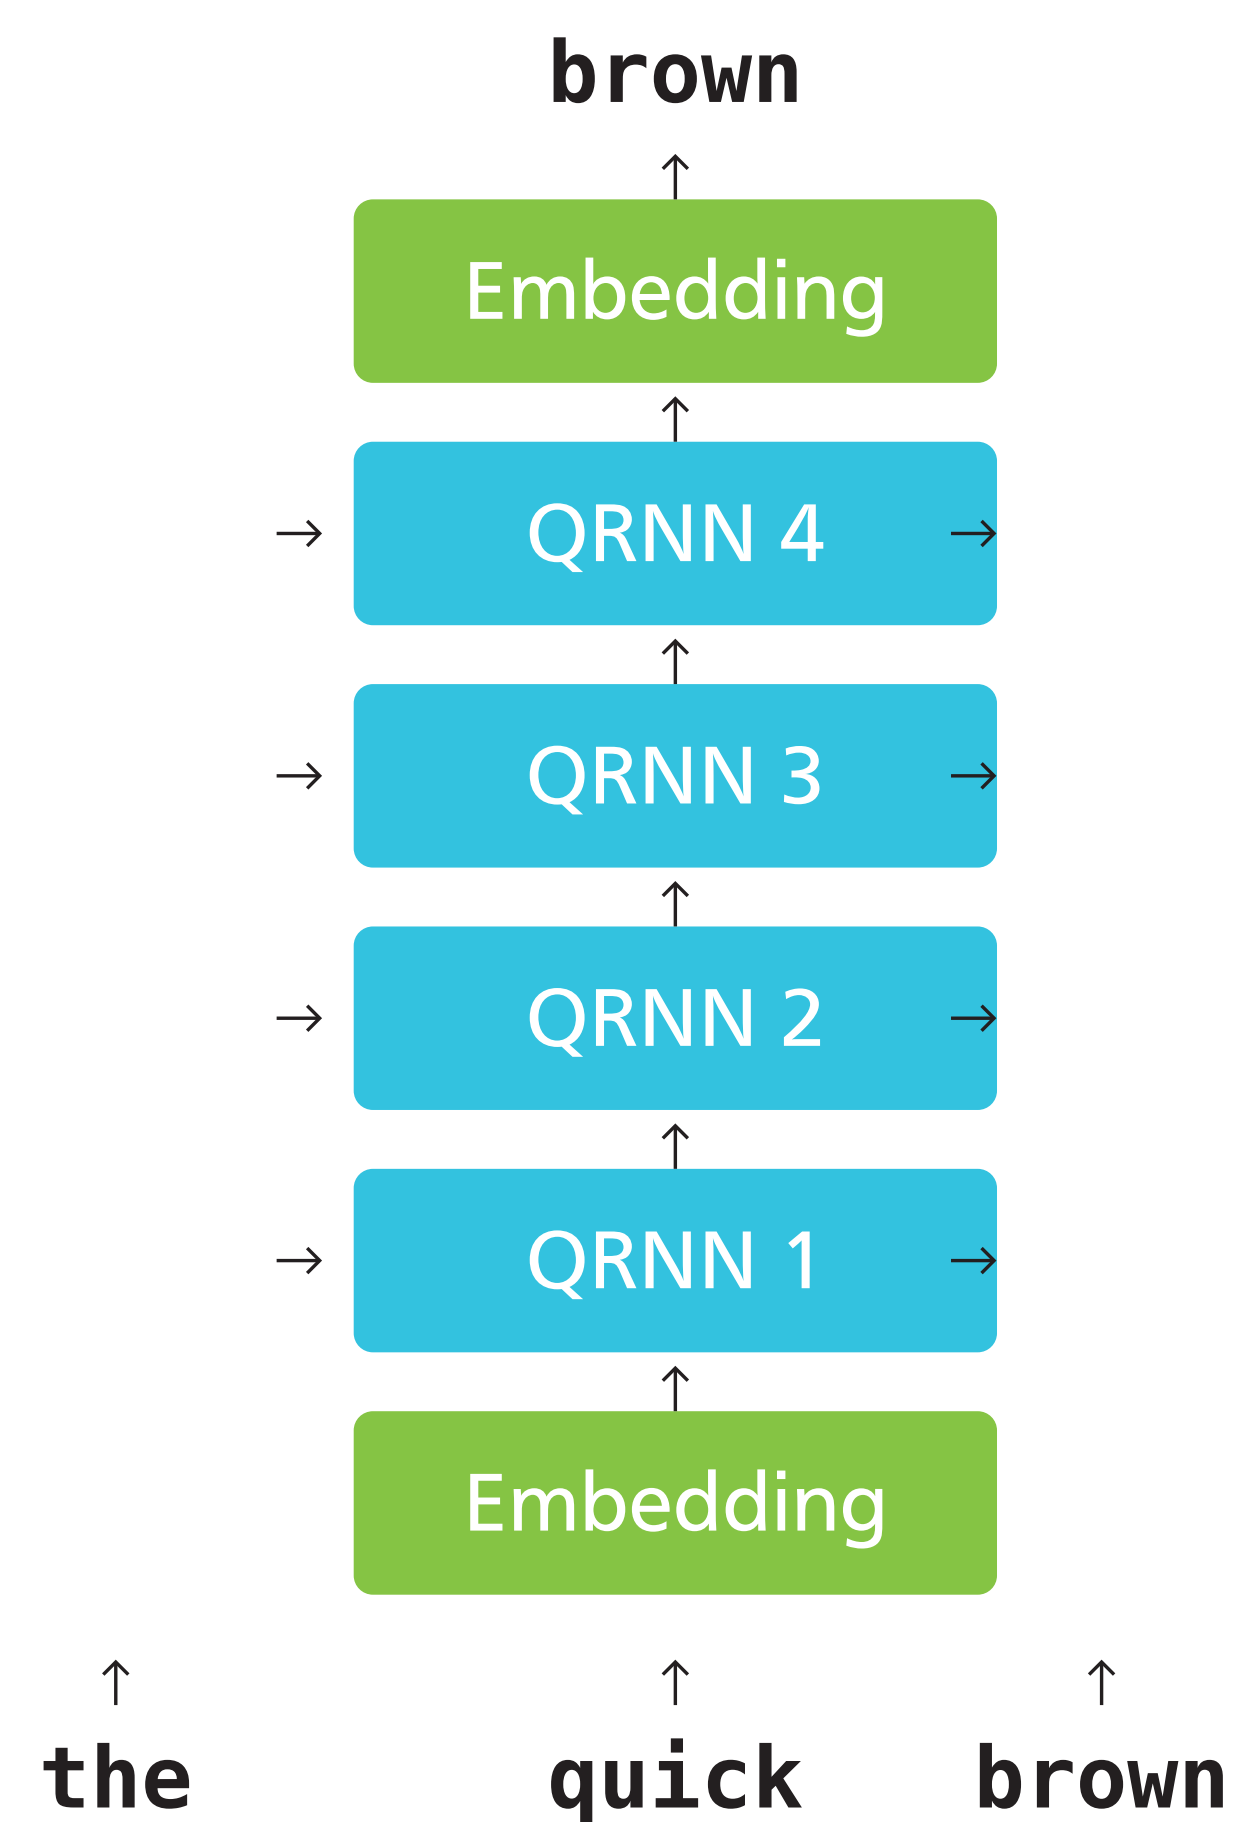 brown
Embedding
QRNN 4
QRNN 3
QRNN 2
QRNN 1
Embedding
the quick brown